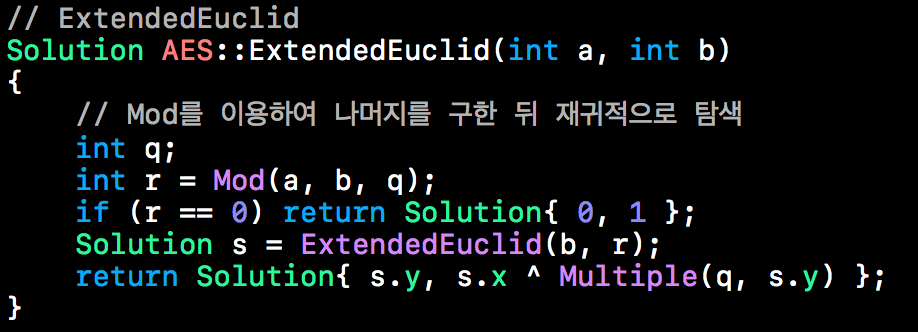 // ExtendedEuclid
Solution AES::ExtendedEuclid(int a, int b)
{
    // Mod를 이용하여 나머지를 구한 뒤 재귀적으로 탐색
    int q;
    int r = Mod(a, b, q);
    if (r == 0) return Solution{ 0, 1 };
    Solution s = ExtendedEuclid(b, r);
    return Solution{ s.y, s.x ^ Multiple(q, s.y) };
}